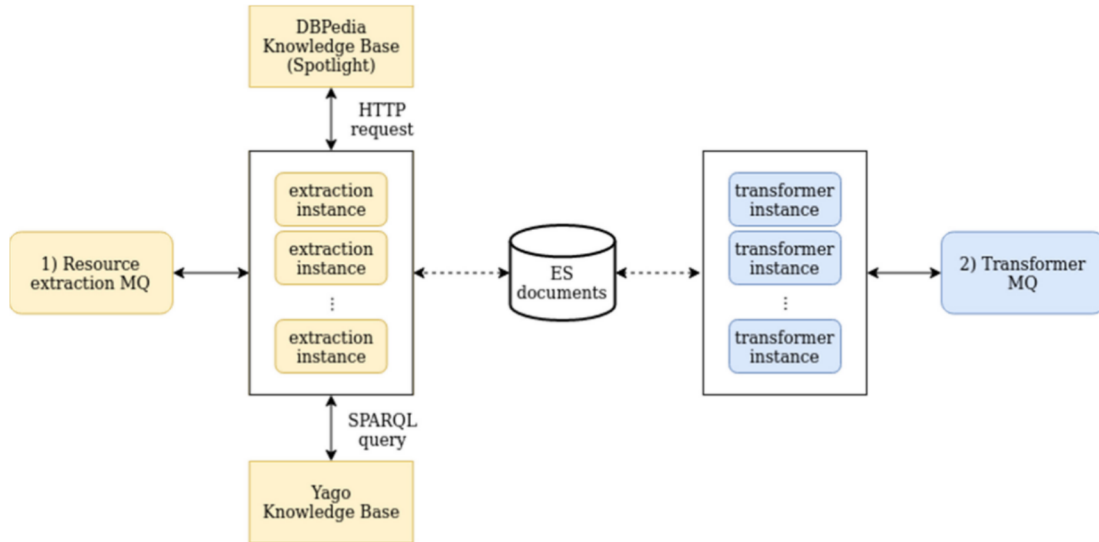 DBPedia
Knowledge Base
(Spotlight)
HTTP
request
extraction
instance
extraction
instance
⋮
extraction
instance
1) Resource
extraction MQ
SPARQL
query
Yago
Knowledge Base
ES
documents
transformer
instance
transformer
instance
⋮
transformer
instance
2) Transformer
MQ